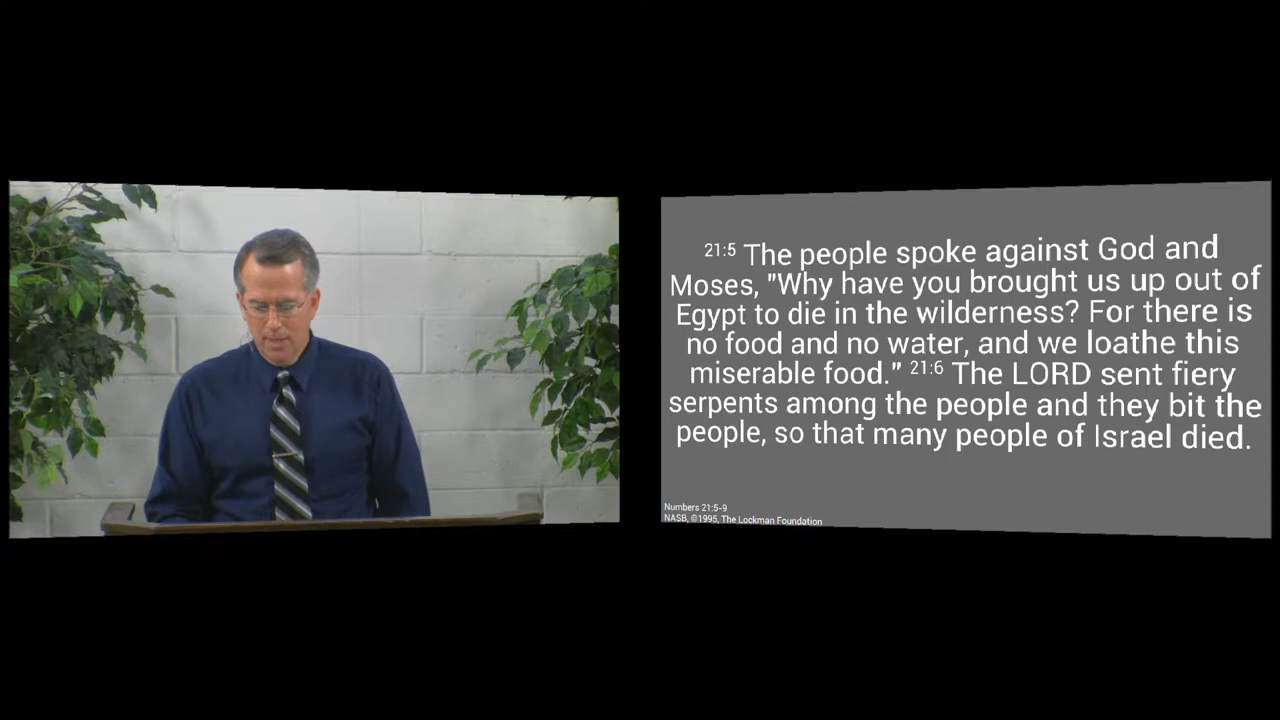 21:5 The people spoke against God and
Moses, "Why have you brought us up out of
Egypt to die in the wilderness? For there is
no food and no water, and we loathe this
miserable food." 21:6 The LORD sent fiery
serpents among the people and they bit the
people, so that many people of Israel died.
Numbers 21:5-9
NASB, ©1995, The Lockman Foundation